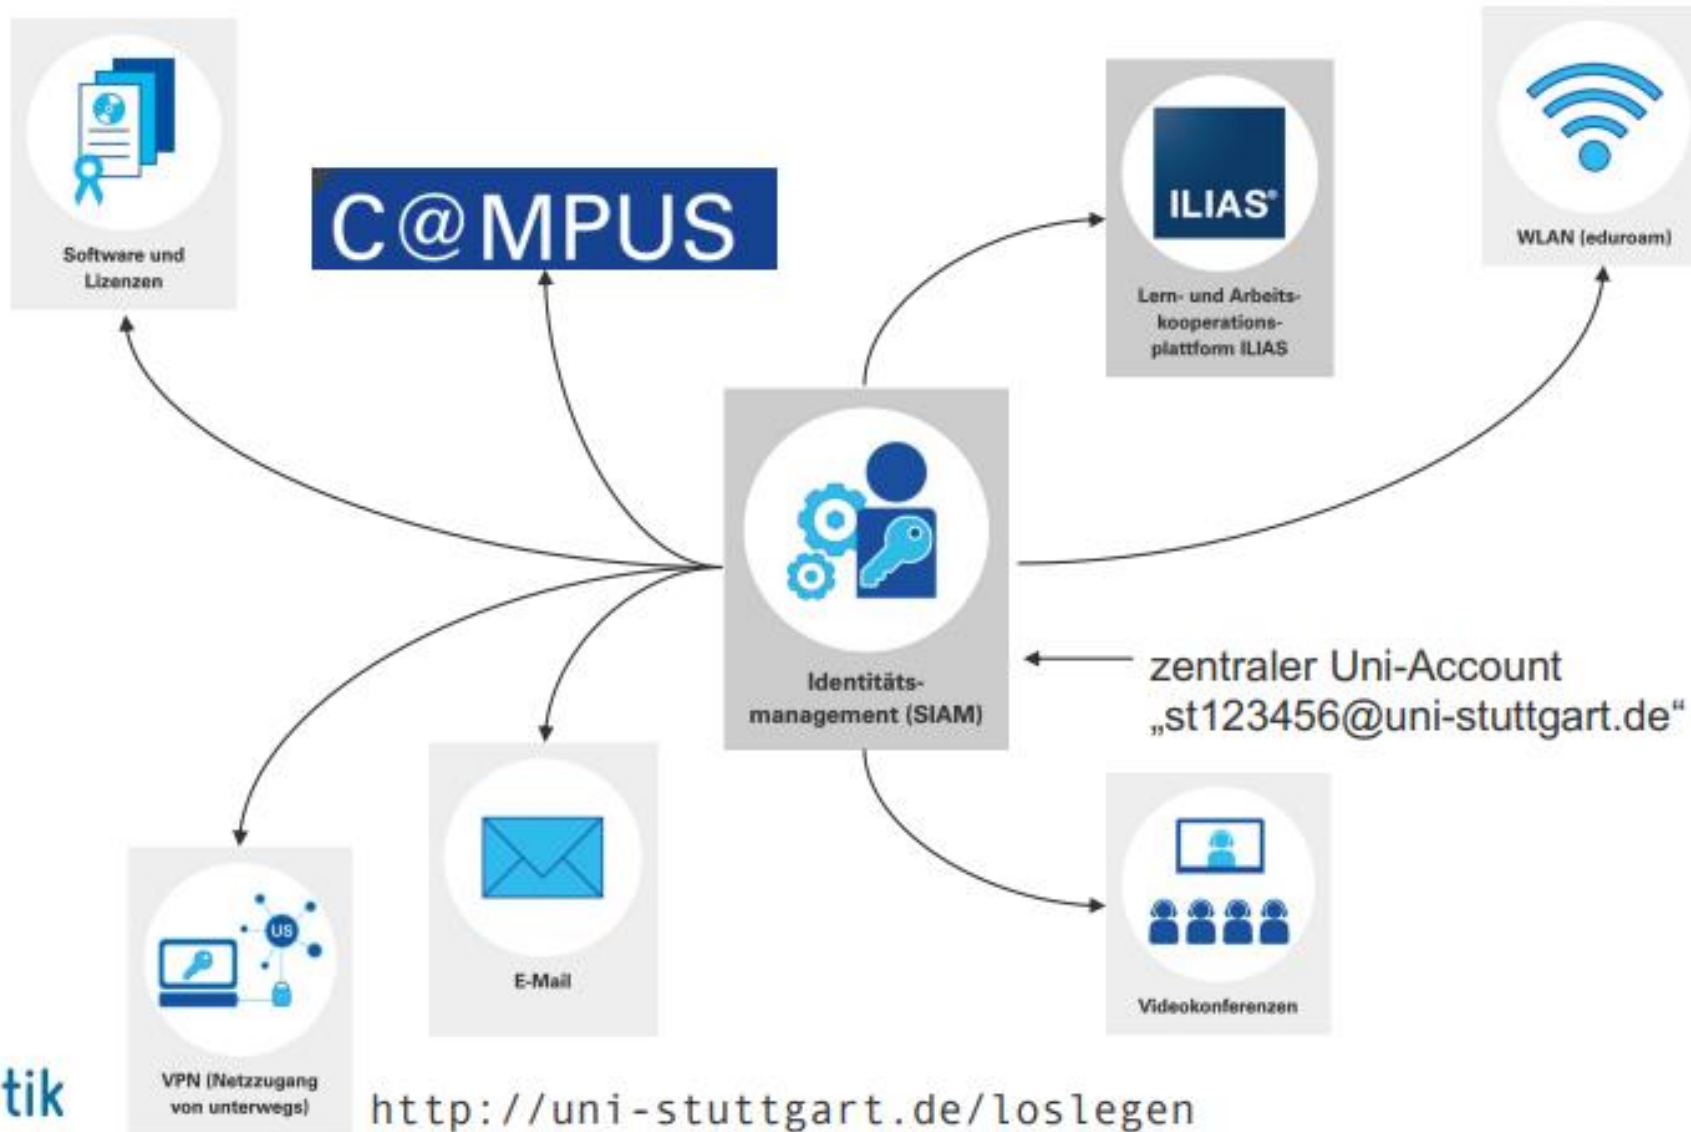 Software und
Lizenzen
C@MPUS
ILIAS®
Lern- und Arbeits-
kooperations-
plattform ILIAS
WLAN (eduroam)
Identitäts-
management (SIAM)
zentraler Uni-Account
„st123456@uni-stuttgart.de“
US
VPN (Netzzugang
von unterwegs)
E-Mail
Videokonferenzen
tik
http://uni-stuttgart.de/loslegen